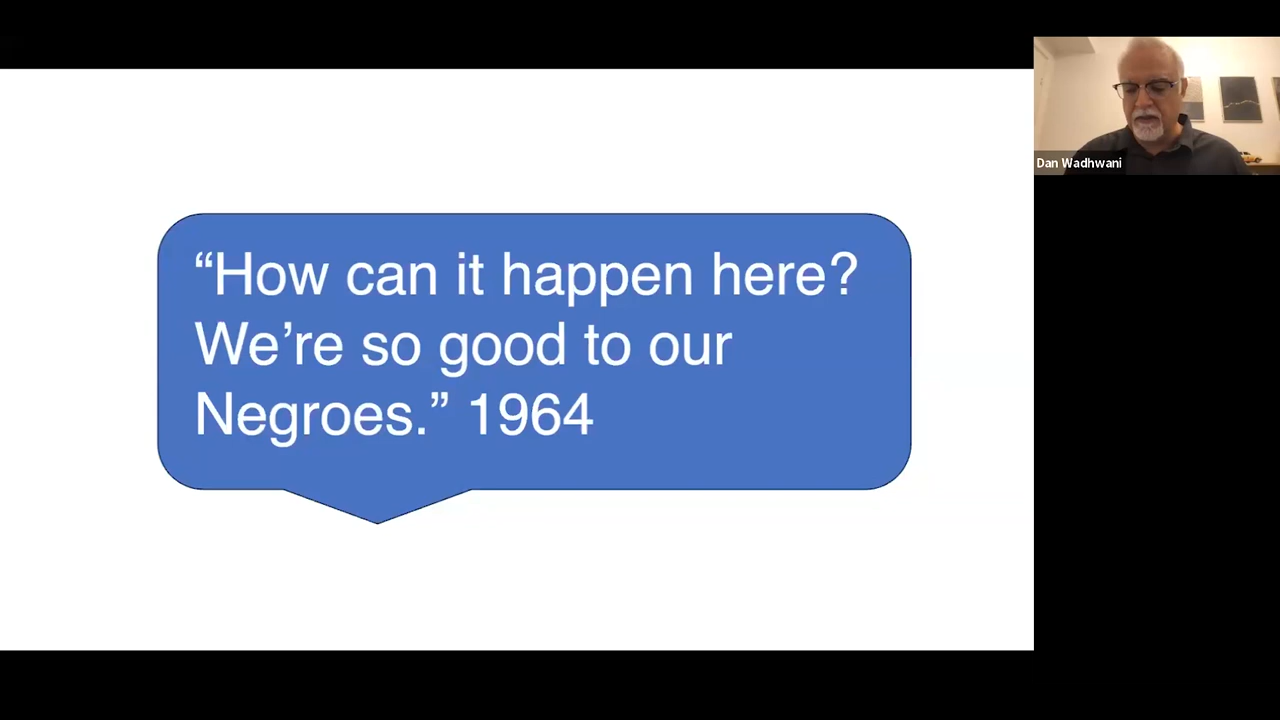 “How can it happen here?
We’re so good to our
Negroes.” 1964
Dan Wadhwani